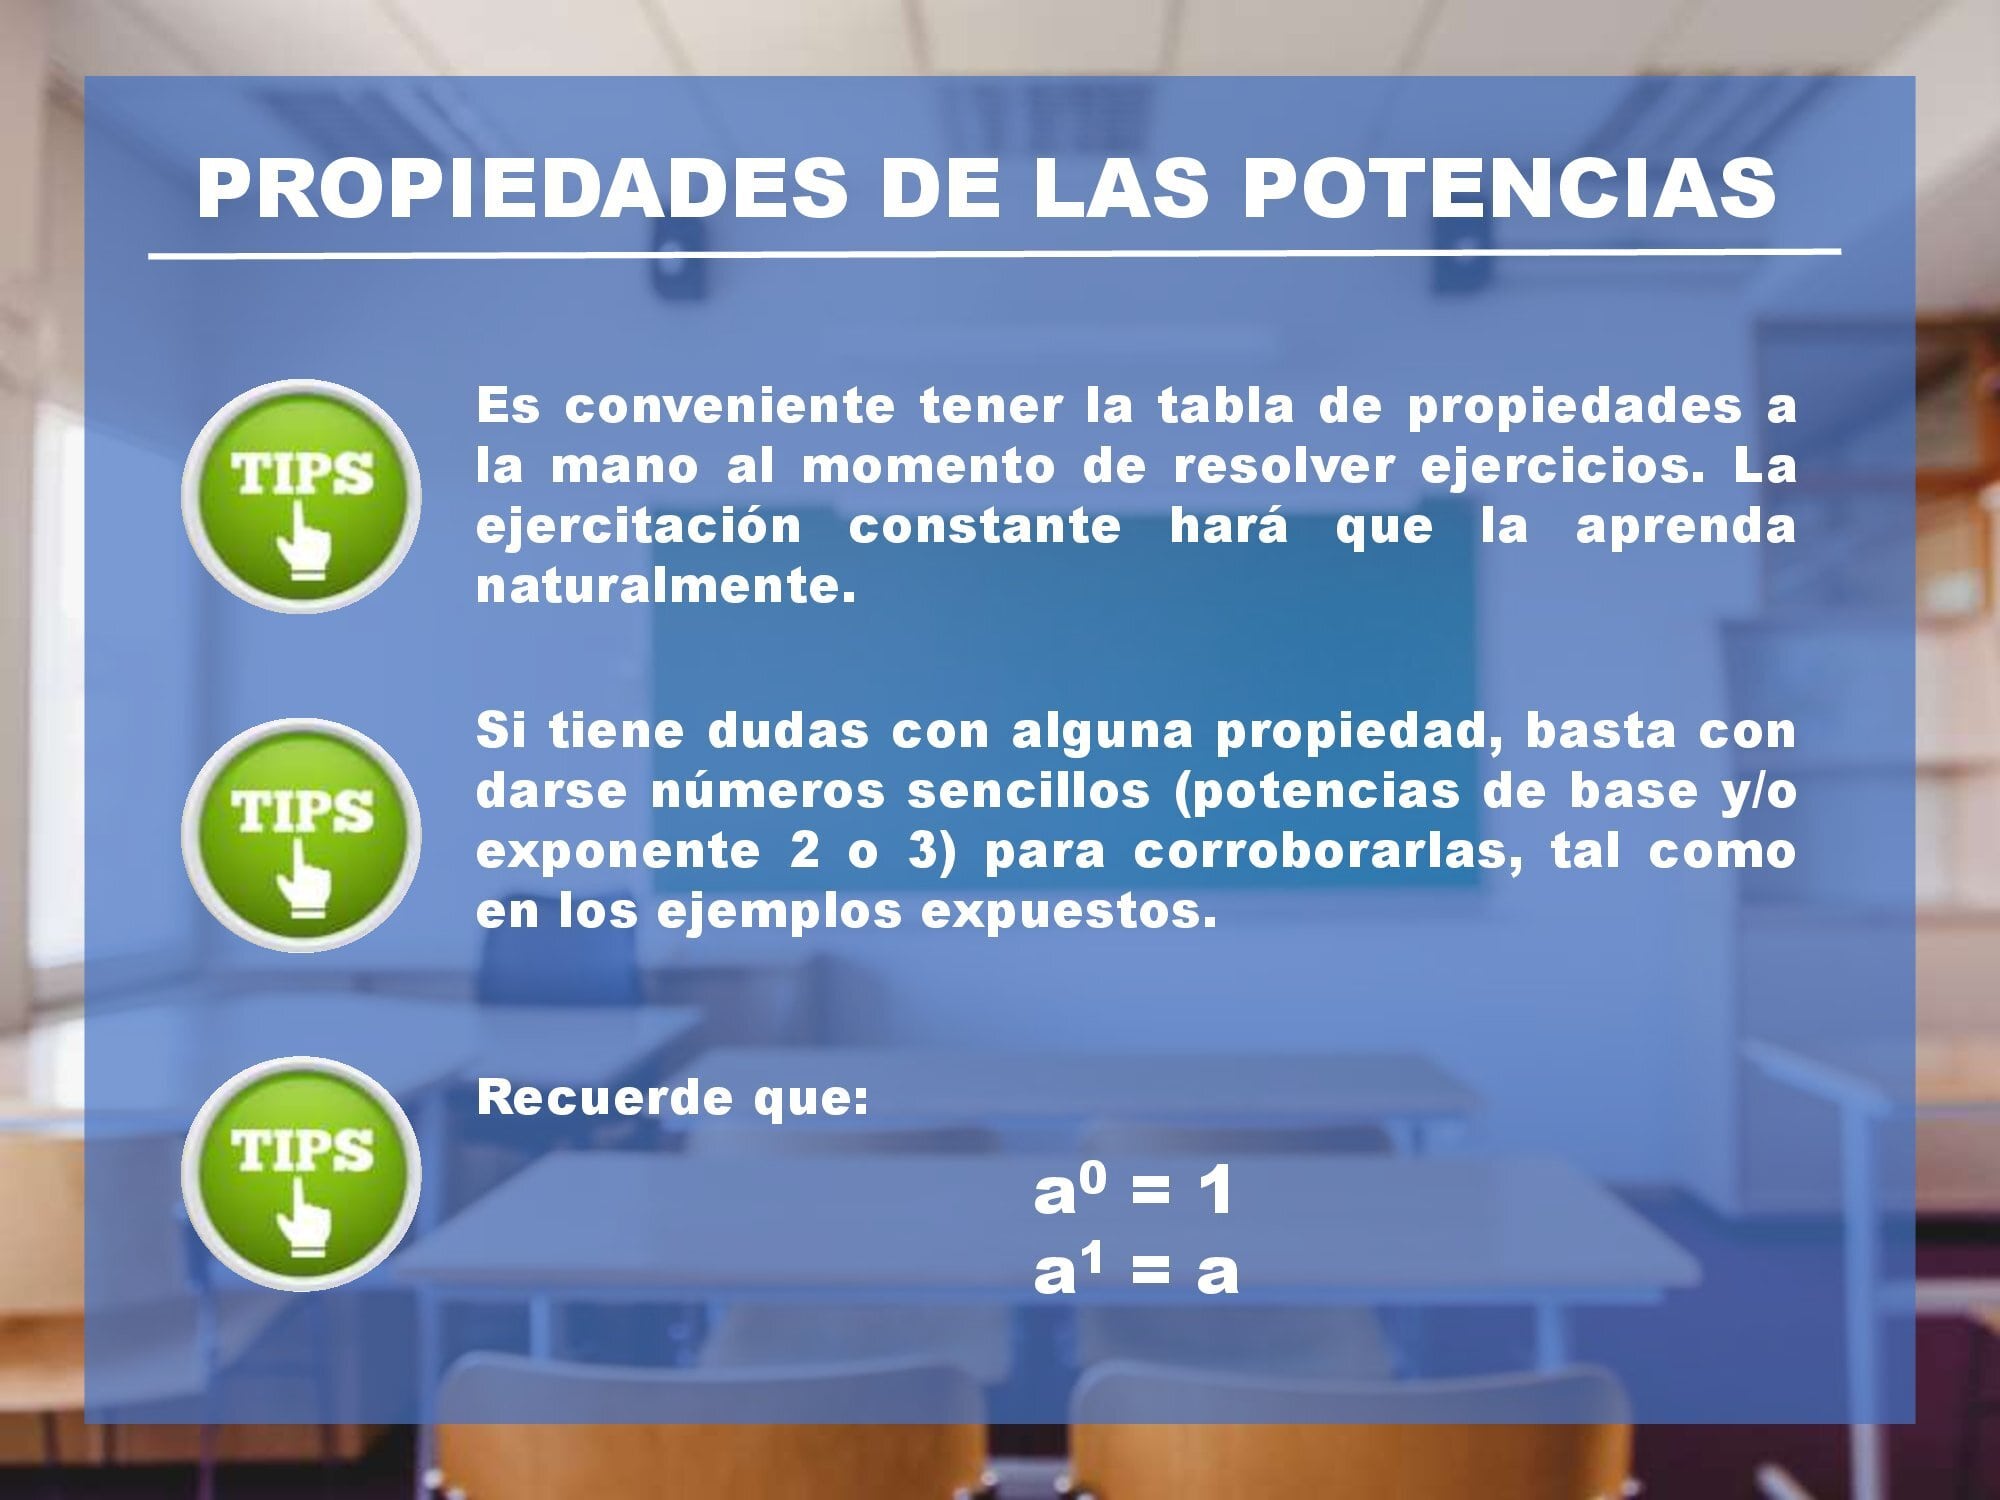 PROPIEDADES DE LAS POTENCIAS
TIPS
Es conveniente tener la tabla de propiedades a
la mano al momento de resolver ejercicios. La
ejercitación constante hará que la aprenda
naturalmente.
TIPS
Si tiene dudas con alguna propiedad, basta con
darse números sencillos (potencias de base y/o
exponente 2 o 3) para corroborarlas, tal como
en los ejemplos expuestos.
TIPS
Recuerde que:
a⁰ = 1
a¹ = a